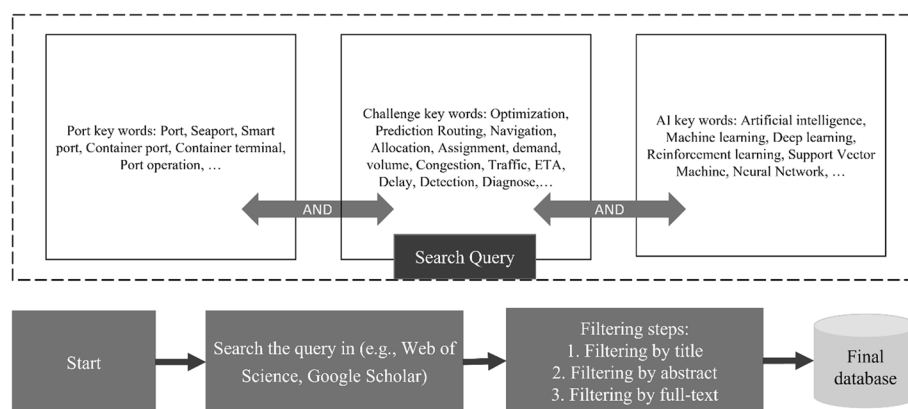 Port key words: Port, Seaport, Smart
port, Container port, Container terminal,
Port operation, …
Challenge key words: Optimization,
Prediction Routing, Navigation,
Allocation, Assignment, demand,
volume, Congestion, Traffic, ETA,
Delay, Detection, Diagnose,…
AI key words: Artificial intelligence,
Machine learning, Deep learning,
Reinforcement learning, Support Vector
Machine, Neural Network, …
AND
AND
Search Query
Start
Search the query in (e.g., Web of
Science, Google Scholar)
Filtering steps:
1. Filtering by title
2. Filtering by abstract
3. Filtering by full-text
Final
database